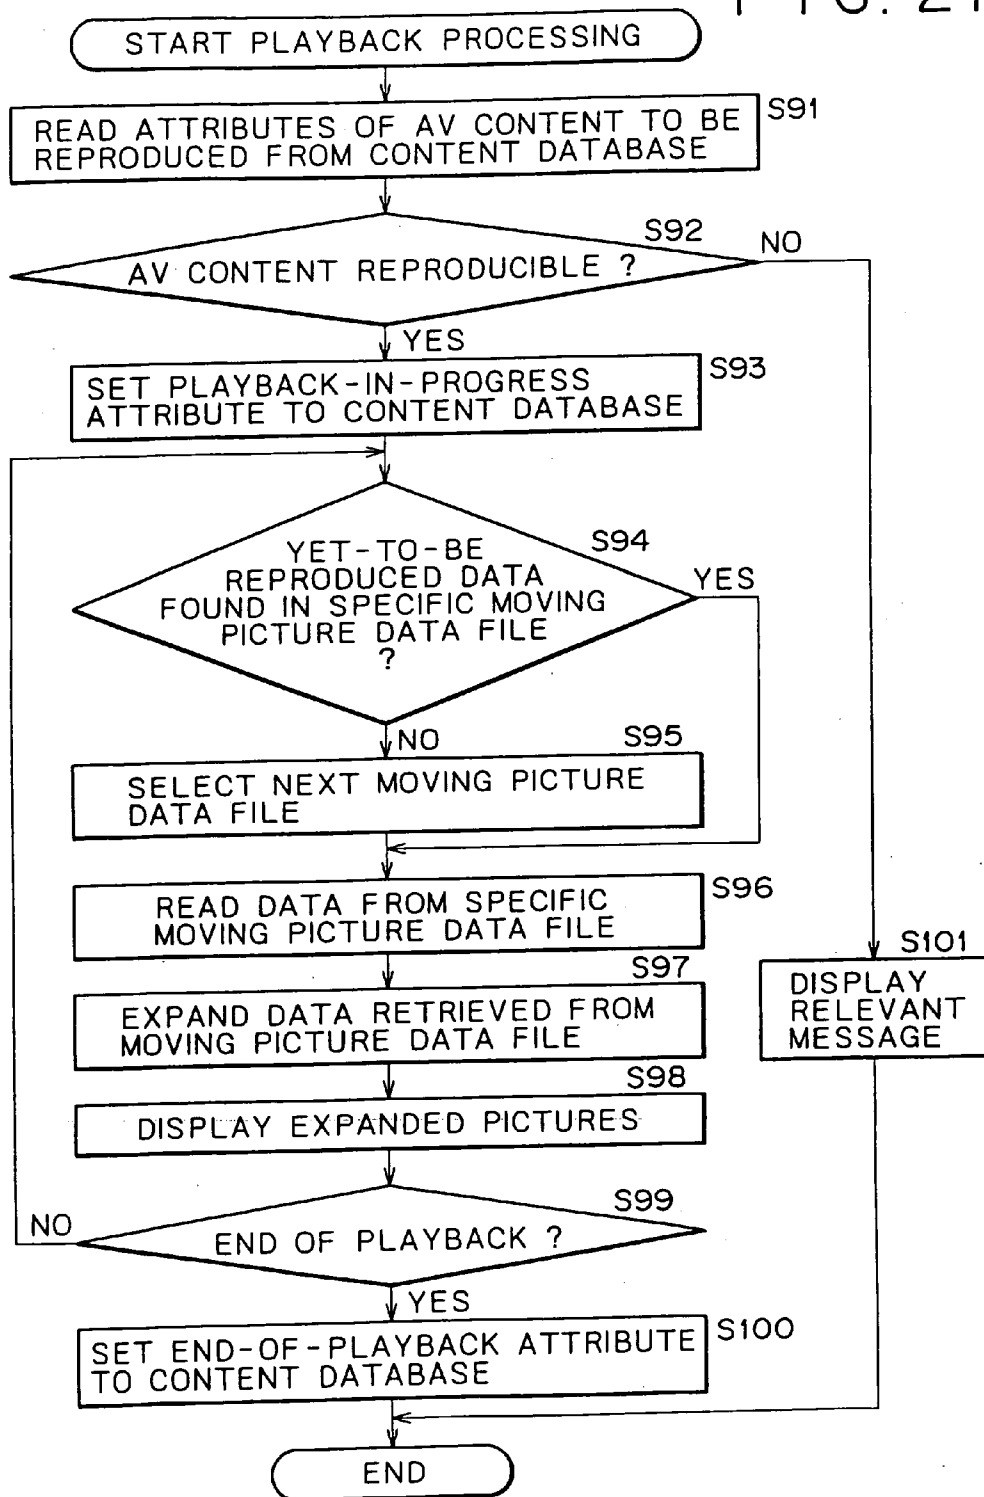 FIG. 21
START PLAYBACK PROCESSING
S91
READ ATTRIBUTES OF AV CONTENT TO BE
REPRODUCED FROM CONTENT DATABASE
S92
NO
AV CONTENT REPRODUCIBLE ?
YES
S93
SET PLAYBACK-IN-PROGRESS
ATTRIBUTE TO CONTENT DATABASE
S94
YET-TO-BE
REPRODUCED DATA
FOUND IN SPECIFIC MOVING
PICTURE DATA FILE
?
YES
NO
S95
SELECT NEXT MOVING PICTURE
DATA FILE
S96
READ DATA FROM SPECIFIC
MOVING PICTURE DATA FILE
S97
EXPAND DATA RETRIEVED FROM
MOVING PICTURE DATA FILE
S101
DISPLAY
RELEVANT
MESSAGE
S98
DISPLAY EXPANDED PICTURES
S99
NO
END OF PLAYBACK ?
YES
S100
SET END-OF-PLAYBACK ATTRIBUTE
TO CONTENT DATABASE
END